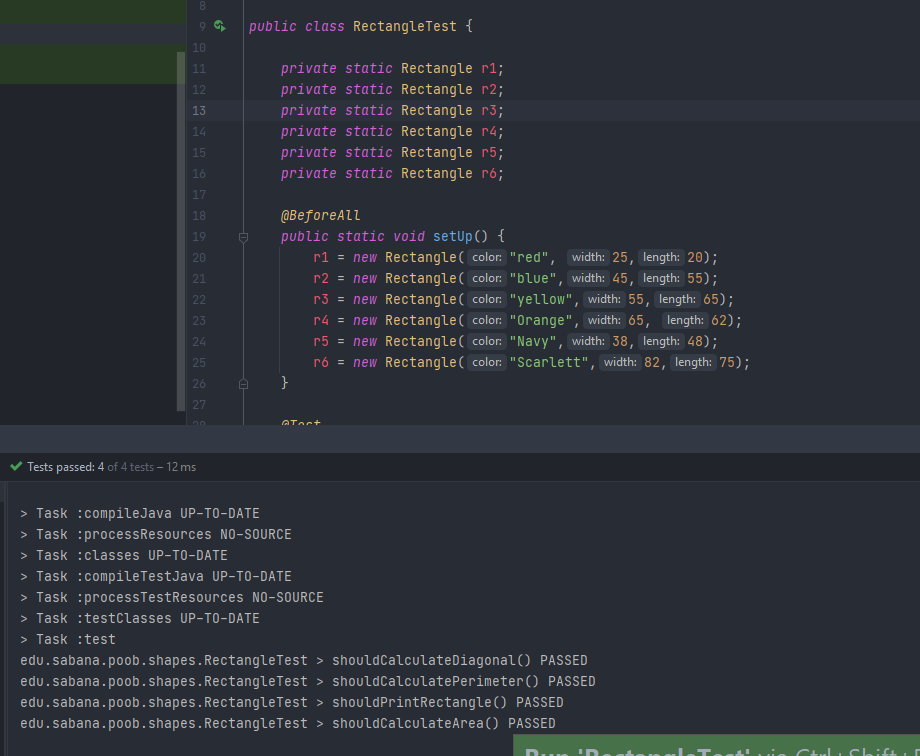 8
9 public class RectangleTest {
10
11 private static Rectangle r1;
12 private static Rectangle r2;
13 private static Rectangle r3;
14 private static Rectangle r4;
15 private static Rectangle r5;
16 private static Rectangle r6;
17
18 @BeforeAll
19 public static void setUp() {
20 r1 = new Rectangle( color: "red", width: 25, length: 20);
21 r2 = new Rectangle( color: "blue", width: 45, length: 55);
22 r3 = new Rectangle( color: "yellow", width: 55, length: 65);
23 r4 = new Rectangle( color: "Orange", width: 65, length: 62);
24 r5 = new Rectangle( color: "Navy", width: 38, length: 48);
25 r6 = new Rectangle( color: "Scarlett", width: 82, length: 75);
26 }
27
28 @Test
Tests passed: 4 of 4 tests – 12 ms
> Task :compileJava UP-TO-DATE
> Task :processResources NO-SOURCE
> Task :classes UP-TO-DATE
> Task :compileTestJava UP-TO-DATE
> Task :processTestResources NO-SOURCE
> Task :testClasses UP-TO-DATE
> Task :test
edu.sabana.poob.shapes.RectangleTest > shouldCalculateDiagonal() PASSED
edu.sabana.poob.shapes.RectangleTest > shouldCalculatePerimeter() PASSED
edu.sabana.poob.shapes.RectangleTest > shouldPrintRectangle() PASSED
edu.sabana.poob.shapes.RectangleTest > shouldCalculateArea() PASSED
Run 'RectangleTest' via Ctrl+Shift+